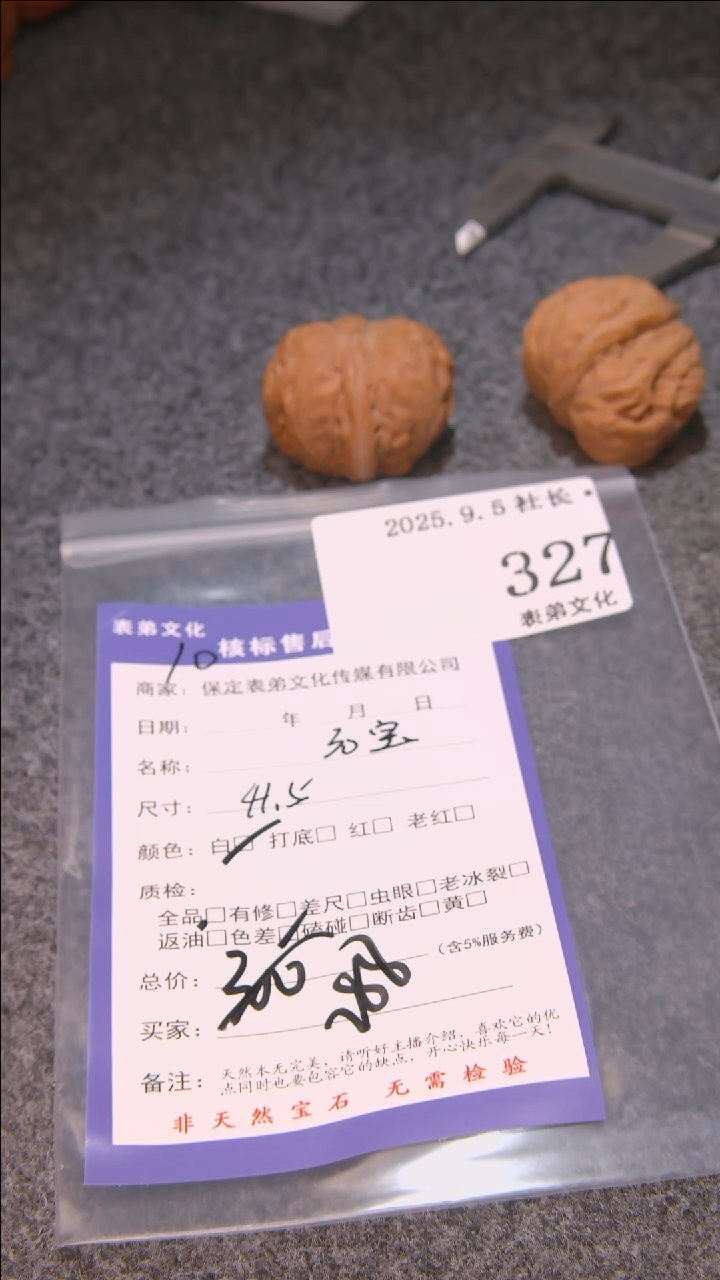 2025.9.5 社长
327
表弟文化
表弟文化
10
核标售后
商家：保定表弟文化传媒有限公司
日期： 年 月 日
名称： 元宝
尺寸： 41.5
颜色：白□ 打底□ 红□ 老红□
质检：
全品□有修□差尺□虫眼□老冰裂□
返油□色差□磕碰□断齿□黄□
总价： （含5%服务费）
买家：
备注：天然本无完美，请听好主播介绍，喜欢它的优
点同时也要包容它的缺点，开心快乐每一天！
非天然宝石 无需检验